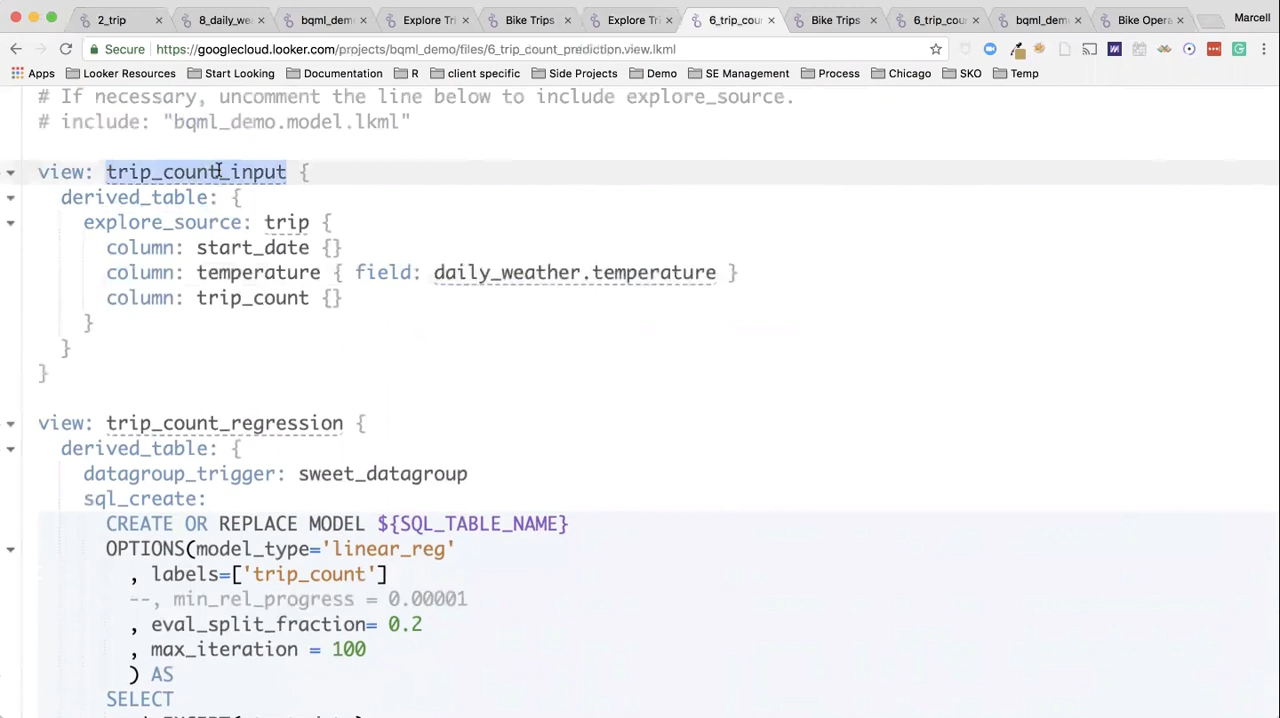 2_trip 8_daily_we bqml_demo Explore Tri Bike Trips Explore Tri 6_trip_cou Bike Trips 6_trip_cou bqml_demo Bike Opera Marcell
Secure https://googlecloud.looker.com/projects/bqml_demo/files/6_trip_count_prediction.view.lkml
Apps Looker Resources Start Looking Documentation R client specific Side Projects Demo SE Management Process Chicago SKO Temp
# If necessary, uncomment the line below to include explore_source.
# include: "bqml_demo.model.lkml"
view: trip_count_input {
derived_table: {
explore_source: trip {
column: start_date {}
column: temperature { field: daily_weather.temperature }
column: trip_count {}
}
}
}
view: trip_count_regression {
derived_table: {
datagroup_trigger: sweet_datagroup
sql_create:
CREATE OR REPLACE MODEL ${SQL_TABLE_NAME}
OPTIONS(model_type='linear_reg'
, labels=['trip_count']
--, min_rel_progress = 0.00001
, eval_split_fraction= 0.2
, max_iteration = 100
) AS
SELECT